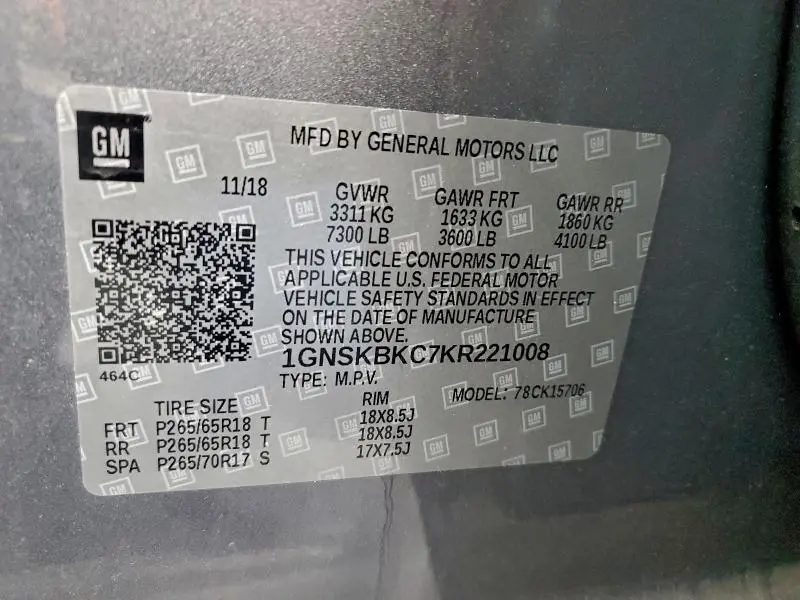 GM
MFD BY GENERAL MOTORS LLC
11/18 GVWR GAWR FRT GAWR RR
3311 KG 1633 KG 1860 KG
7300 LB 3600 LB 4100 LB
THIS VEHICLE CONFORMS TO ALL
APPLICABLE U.S. FEDERAL MOTOR
VEHICLE SAFETY STANDARDS IN EFFECT
ON THE DATE OF MANUFACTURE
SHOWN ABOVE.
1GNSKBKC7KR221008
464C
TYPE: M.P.V. MODEL: 78CK15706
TIRE SIZE RIM
FRT P265/65R18 T 18X8.5J
RR P265/65R18 T 18X8.5J
SPA P265/70R17 S 17X7.5J